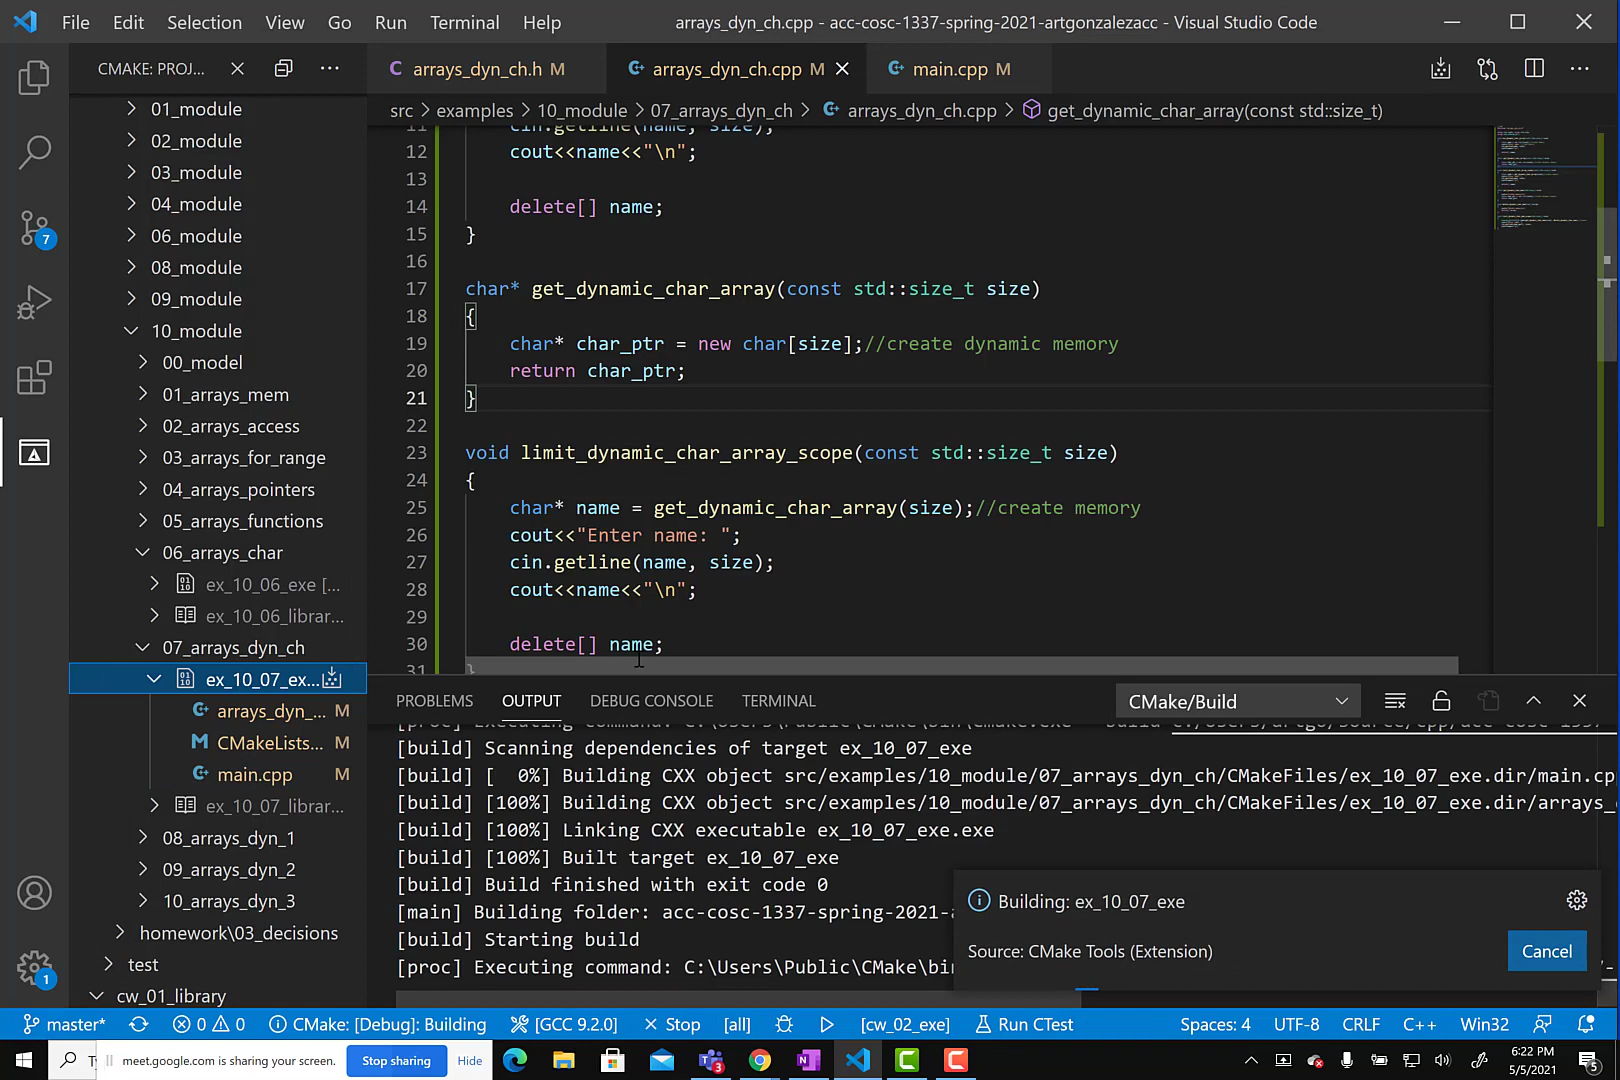 File Edit Selection View Go Run Terminal Help arrays_dyn_ch.cpp - acc-cosc-1337-spring-2021-artgonzalezacc - Visual Studio Code
CMAKE: PROJ...
arrays_dyn_ch.h M arrays_dyn_ch.cpp M main.cpp M
src > examples > 10_module > 07_arrays_dyn_ch > arrays_dyn_ch.cpp > get_dynamic_char_array(const std::size_t)
01_module
02_module
03_module
04_module
06_module
08_module
09_module
10_module
00_model
01_arrays_mem
02_arrays_access
03_arrays_for_range
04_arrays_pointers
05_arrays_functions
06_arrays_char
ex_10_06_exe [...
ex_10_06_librar...
07_arrays_dyn_ch
ex_10_07_ex...
arrays_dyn_... M
CMakeLists... M
main.cpp M
ex_10_07_librar...
08_arrays_dyn_1
09_arrays_dyn_2
10_arrays_dyn_3
homework\03_decisions
test
cw_01_library
7
1
11 cin.getline(name, size);
12 cout<<name<<"\n";
13
14 delete[] name;
15 }
16
17 char* get_dynamic_char_array(const std::size_t size)
18 {
19 char* char_ptr = new char[size];//create dynamic memory
20 return char_ptr;
21 }
22
23 void limit_dynamic_char_array_scope(const std::size_t size)
24 {
25 char* name = get_dynamic_char_array(size);//create memory
26 cout<<"Enter name: ";
27 cin.getline(name, size);
28 cout<<name<<"\n";
29
30 delete[] name;
31 }
PROBLEMS OUTPUT DEBUG CONSOLE TERMINAL CMake/Build
[build] Scanning dependencies of target ex_10_07_exe
[build] [  0%] Building CXX object src/examples/10_module/07_arrays_dyn_ch/CMakeFiles/ex_10_07_exe.dir/main.cp
[build] [100%] Building CXX object src/examples/10_module/07_arrays_dyn_ch/CMakeFiles/ex_10_07_exe.dir/arrays_
[build] [100%] Linking CXX executable ex_10_07_exe.exe
[build] [100%] Built target ex_10_07_exe
[build] Build finished with exit code 0
[main] Building folder: acc-cosc-1337-spring-2021-
[build] Starting build
[proc] Executing command: C:\Users\Public\CMake\bin
Building: ex_10_07_exe
Source: CMake Tools (Extension)
Cancel
master* 0 0 CMake: [Debug]: Building [GCC 9.2.0] Stop [all] [cw_02_exe] Run CTest Spaces: 4 UTF-8 CRLF C++ Win32
meet.google.com is sharing your screen. Stop sharing Hide
3
6:22 PM
5/5/2021
5